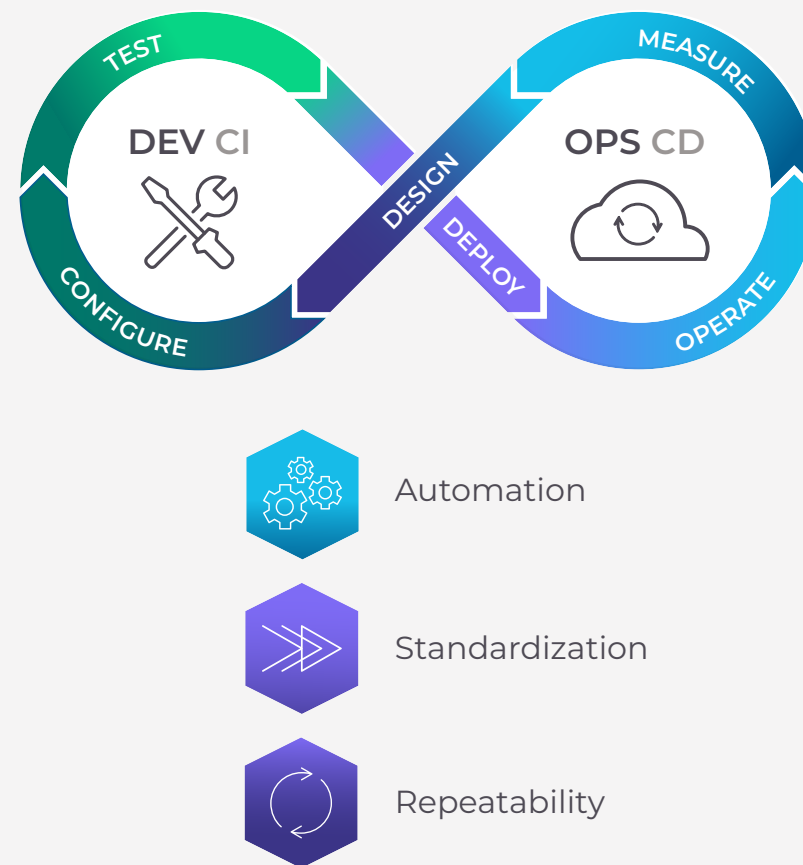 TEST
MEASURE
DEV CI
OPS CD
DESIGN
DEPLOY
CONFIGURE
OPERATE
Automation
Standardization
Repeatability